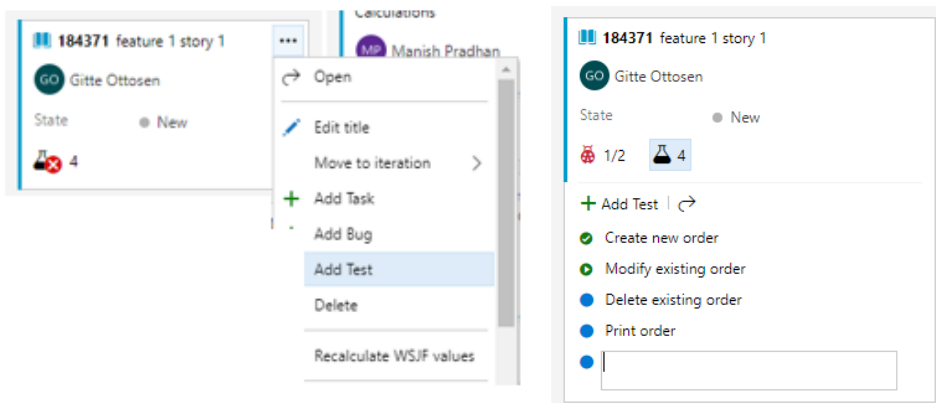 184371 feature 1 story 1
GO Gitte Ottosen
State New
4
Calculations
MP Manish Pradhan
Open
Edit title
Move to iteration
Add Task
Add Bug
Add Test
Delete
Recalculate WSJF values
184371 feature 1 story 1
GO Gitte Ottosen
State New
1/2 4
Add Test
Create new order
Modify existing order
Delete existing order
Print order